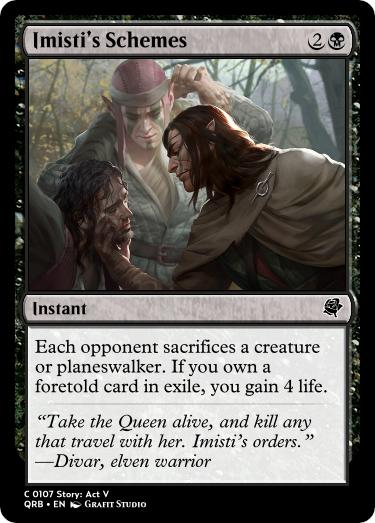 Imisti's Schemes 2
Instant
Each opponent sacrifices a creature
or planeswalker. If you own a
foretold card in exile, you gain 4 life.
“Take the Queen alive, and kill any
that travel with her. Imisti's orders.”
—Divar, elven warrior
C 0107 Story: Act V
QRB • EN Grafit Studio